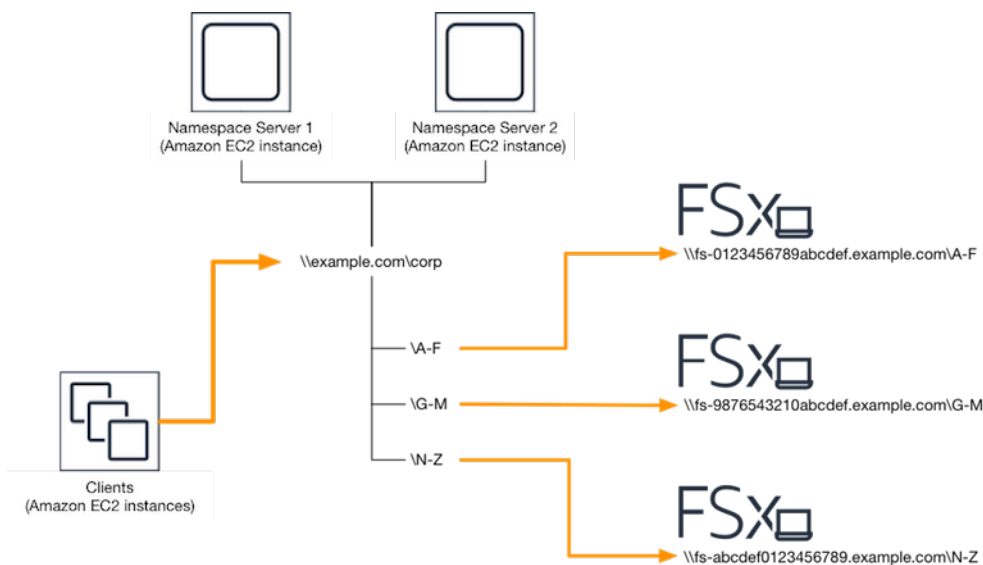 Namespace Server 1
(Amazon EC2 instance)
Namespace Server 2
(Amazon EC2 instance)
FSx
\\fs-0123456789abcdef.example.com\A-F
\\example.com\corp
\A-F
FSx
\\fs-9876543210abcdef.example.com\G-M
\G-M
\N-Z
Clients
(Amazon EC2 instances)
FSx
\\fs-abcdef0123456789.example.com\N-Z